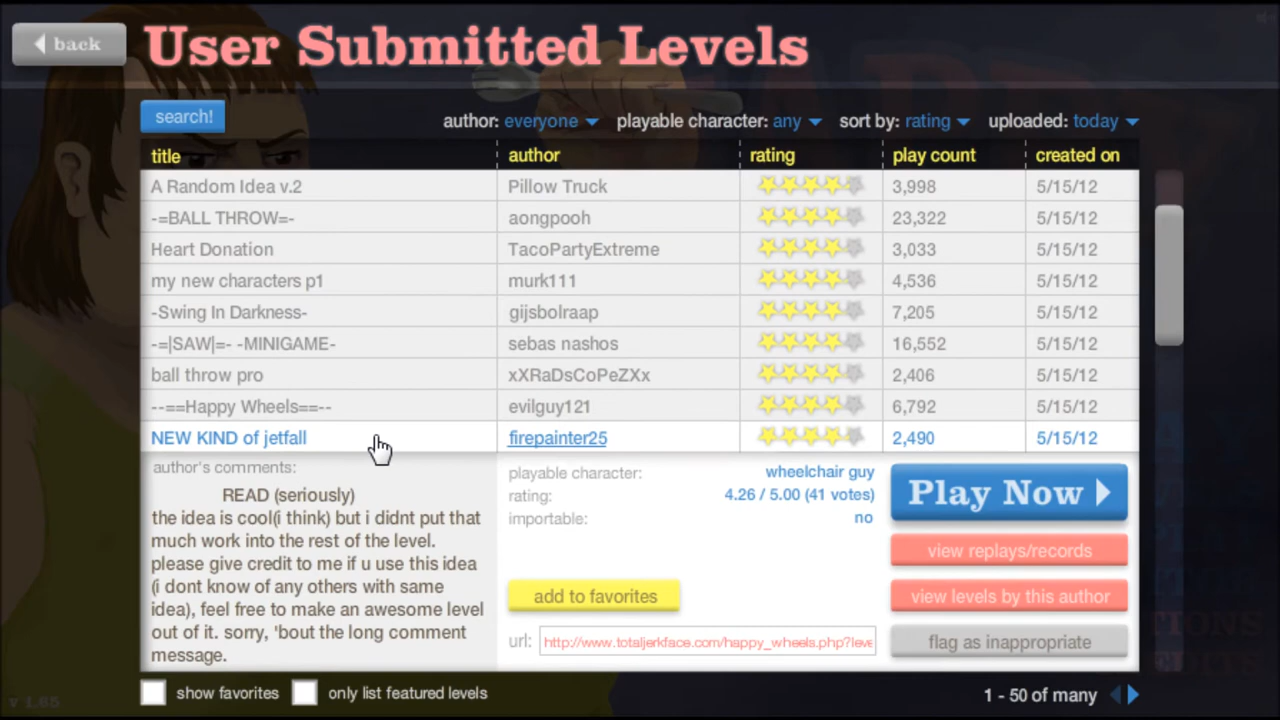 back
User Submitted Levels
search!
author: everyone playable character: any sort by: rating uploaded: today
title author rating play count created on
A Random Idea v.2 Pillow Truck 3,998 5/15/12
-=BALL THROW=- aongpooh 23,322 5/15/12
Heart Donation TacoPartyExtreme 3,033 5/15/12
my new characters p1 murk111 4,536 5/15/12
-Swing In Darkness- gijsbolraap 7,205 5/15/12
-=|SAW|=- -MINIGAME- sebas nashos 16,552 5/15/12
ball throw pro xXRaDsCoPeZXx 2,406 5/15/12
--==Happy Wheels==-- evilguy121 6,792 5/15/12
NEW KIND of jetfall firepainter25 2,490 5/15/12
author's comments:
READ (seriously)
the idea is cool(i think) but i didnt put that
much work into the rest of the level.
please give credit to me if u use this idea
(i dont know of any others with same
idea), feel free to make an awesome level
out of it. sorry, 'bout the long comment
message.
playable character: wheelchair guy
rating: 4.26 / 5.00 (41 votes)
importable: no
add to favorites
url: http://www.totaljerkface.com/happy_wheels.php?leve
Play Now
view replays/records
view levels by this author
flag as inappropriate
show favorites only list featured levels
1 - 50 of many
v 1.65